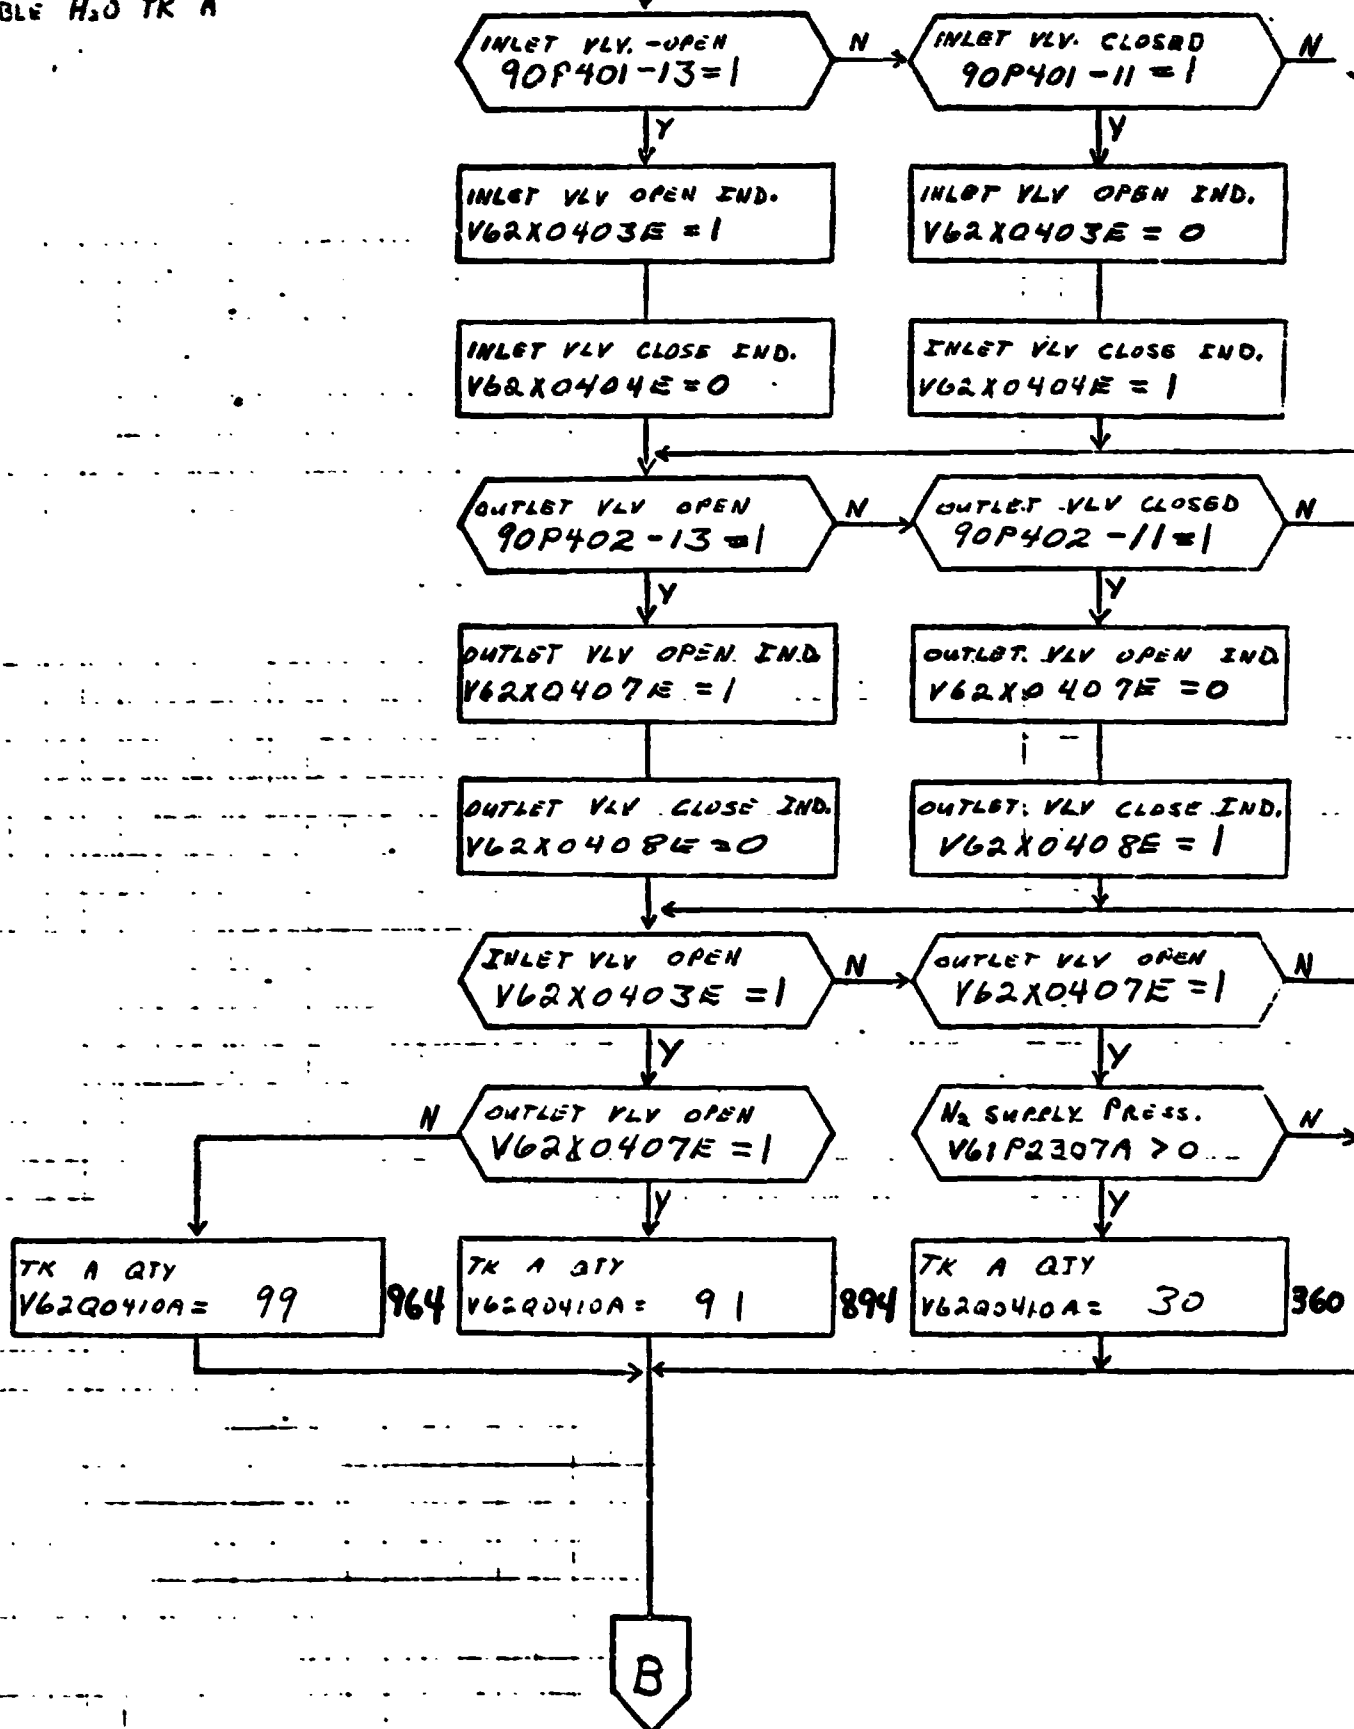 BLE H₂O TK A
INLET VLV. -OPEN
90P401-13=1
N
INLET VLV. CLOSED
90P401-11=1
N
Y
Y
INLET VLV OPEN IND.
V62X0403E=1
INLET VLV OPEN IND.
V62X0403E=0
INLET VLV CLOSE IND.
V62X0404E=0
INLET VLV CLOSE IND.
V62X0404E=1
OUTLET VLV OPEN
90P402-13=1
N
OUTLET VLV CLOSED
90P402-11=1
N
Y
Y
OUTLET VLV OPEN IND
V62X0407E=1
OUTLET VLV OPEN IND
V62X0407E=0
OUTLET VLV CLOSE IND.
V62X0408E=0
OUTLET VLV CLOSE IND.
V62X0408E=1
INLET VLV OPEN
V62X0403E=1
N
OUTLET VLV OPEN
V62X0407E=1
N
Y
Y
N
OUTLET VLV OPEN
V62X0407E=1
N₂ SUPPLY PRESS.
V61P2307A>0
N
Y
Y
TK A QTY
V62Q0410A= 99
964
TK A QTY
V62Q0410A= 91
894
TK A QTY
V62Q0410A= 30
360
B